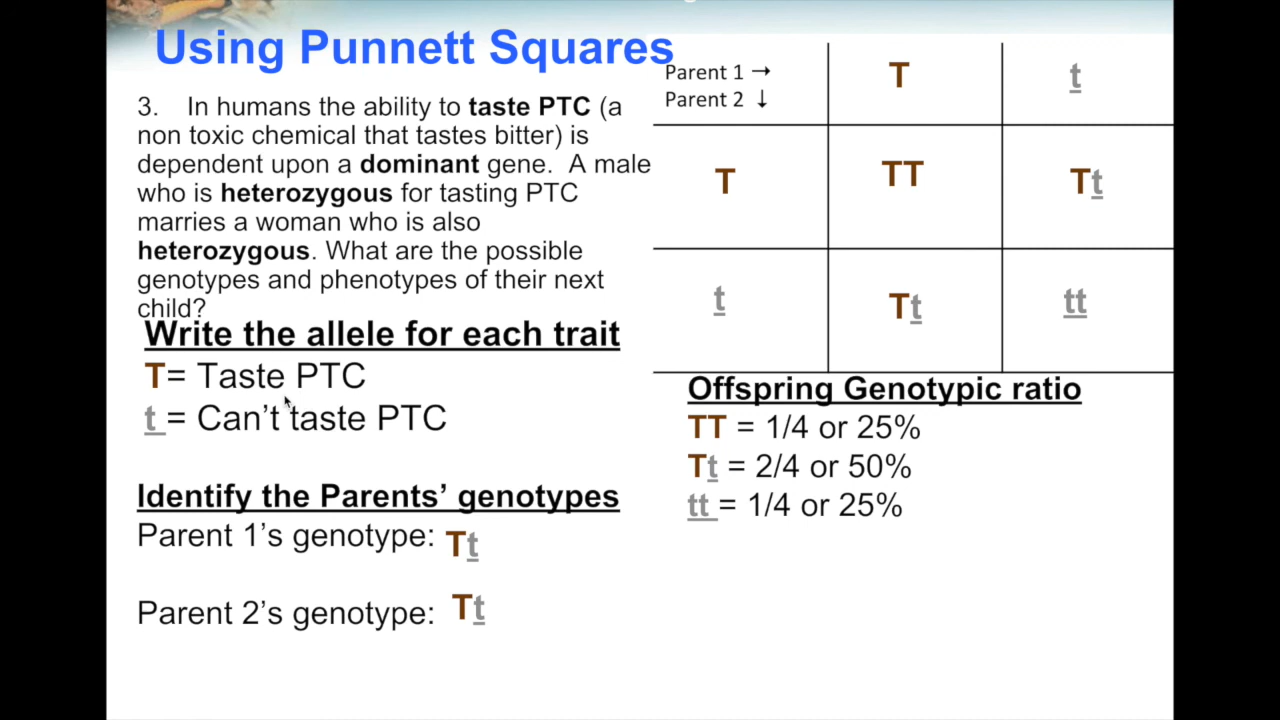 Using Punnett Squares
3. In humans the ability to taste PTC (a
non toxic chemical that tastes bitter) is
dependent upon a dominant gene. A male
who is heterozygous for tasting PTC
marries a woman who is also
heterozygous. What are the possible
genotypes and phenotypes of their next
child?
Write the allele for each trait
T= Taste PTC
t = Can't taste PTC
Identify the Parents' genotypes
Parent 1's genotype: Tt
Parent 2's genotype: Tt
Parent 1 →
Parent 2 ↓
T t
T TT Tt
t Tt tt
Offspring Genotypic ratio
TT = 1/4 or 25%
Tt = 2/4 or 50%
tt = 1/4 or 25%